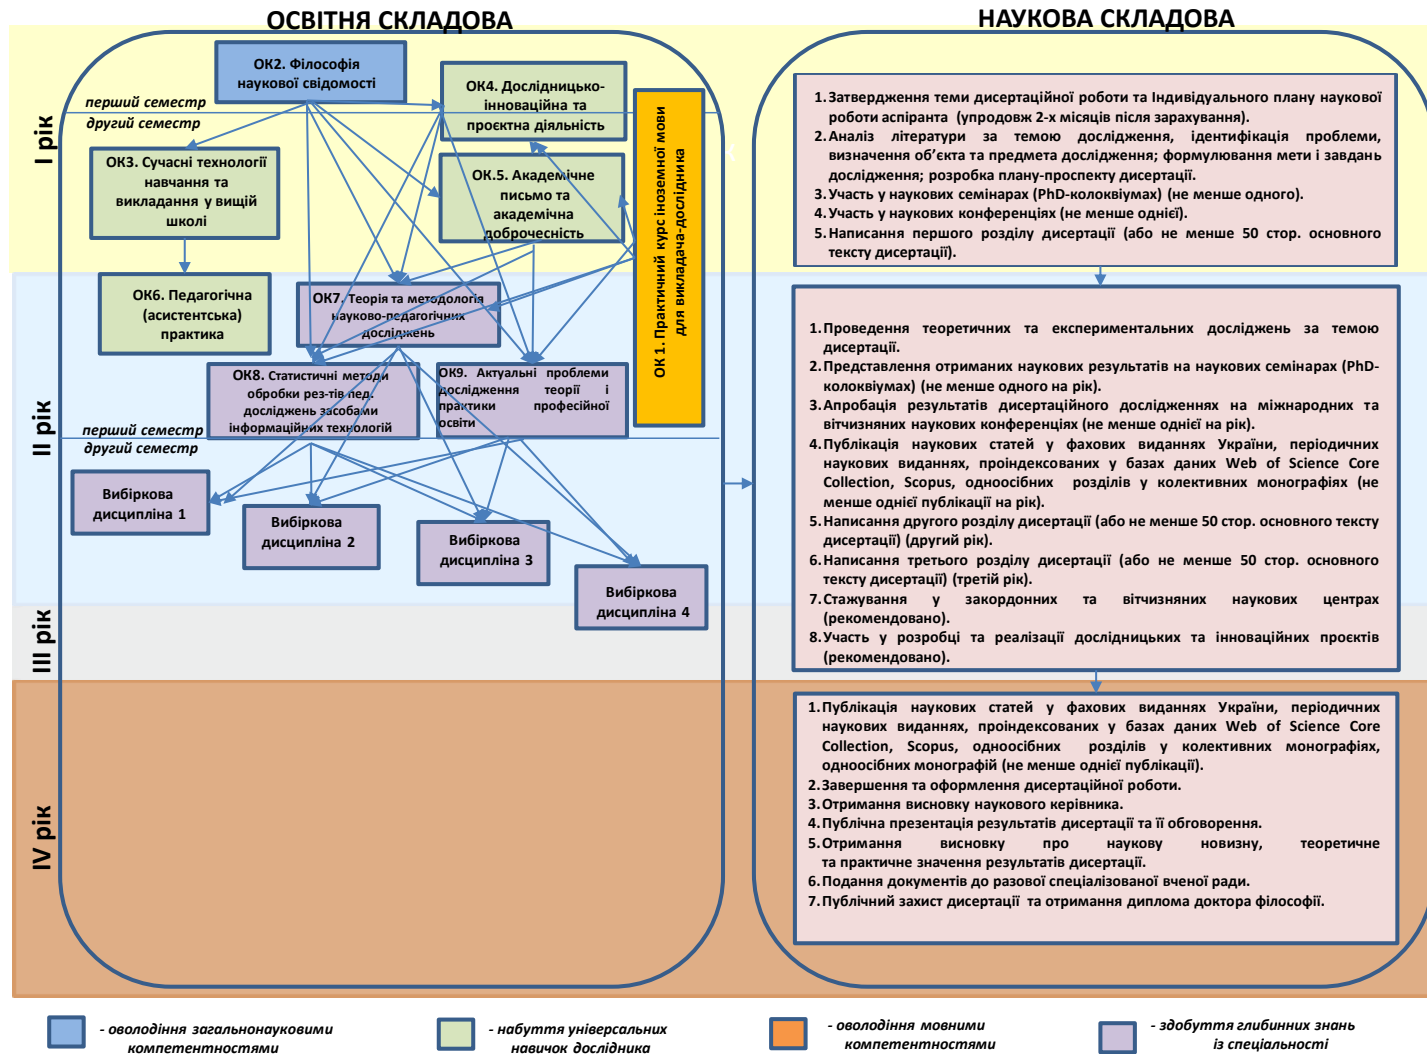 ОСВІТНЯ СКЛАДОВА
НАУКОВА СКЛАДОВА
І рік
ОК2. Філософія
наукової свідомості
ОК4. Дослідницько-
інноваційна та
проєктна діяльність
перший семестр
другий семестр
ОК3. Сучасні технології
навчання та
викладання у вищій
школі
ОК.5. Академічне
письмо та
академічна
доброчесність
ОК 1. Практичний курс іноземної мови
для викладача-дослідника
ІІ рік
ОК6. Педагогічна
(асистентська)
практика
ОК7. Теорія та методологія
науково-педагогічних
досліджень
ОК8. Статистичні методи
обробки рез-тів пед.
досліджень засобами
інформаційних технологій
ОК9. Актуальні проблеми
дослідження теорії і
практики професійної
освіти
перший семестр
другий семестр
Вибіркова
дисципліна 1
Вибіркова
дисципліна 2
Вибіркова
дисципліна 3
Вибіркова
дисципліна 4
ІІІ рік
IV рік
1. Затвердження теми дисертаційної роботи та Індивідуального плану наукової
роботи аспіранта (упродовж 2-х місяців після зарахування).
2. Аналіз літератури за темою дослідження, ідентифікація проблеми,
визначення об’єкта та предмета дослідження; формулювання мети і завдань
дослідження; розробка плану-проспекту дисертації.
3. Участь у наукових семінарах (PhD-колоквіумах) (не менше одного).
4. Участь у наукових конференціях (не менше однієї).
5. Написання першого розділу дисертації (або не менше 50 стор. основного
тексту дисертації).
1. Проведення теоретичних та експериментальних досліджень за темою
дисертації.
2. Представлення отриманих наукових результатів на наукових семінарах (PhD-
колоквіумах) (не менше одного на рік).
3. Апробація результатів дисертаційного дослідженнях на міжнародних та
вітчизняних наукових конференціях (не менше однієї на рік).
4. Публікація наукових статей у фахових виданнях України, періодичних
наукових виданнях, проіндексованих у базах даних Web of Science Core
Collection, Scopus, одноосібних розділів у колективних монографіях (не
менше однієї публікації на рік).
5. Написання другого розділу дисертації (або не менше 50 стор. основного тексту
дисертації) (другий рік).
6. Написання третього розділу дисертації (або не менше 50 стор. основного
тексту дисертації) (третій рік).
7. Стажування у закордонних та вітчизняних наукових центрах
(рекомендовано).
8. Участь у розробці та реалізації дослідницьких та інноваційних проєктів
(рекомендовано).
1. Публікація наукових статей у фахових виданнях України, періодичних
наукових виданнях, проіндексованих у базах даних Web of Science Core
Collection, Scopus, одноосібних розділів у колективних монографіях,
одноосібних монографій (не менше однієї публікації).
2. Завершення та оформлення дисертаційної роботи.
3. Отримання висновку наукового керівника.
4. Публічна презентація результатів дисертації та її обговорення.
5. Отримання висновку про наукову новизну, теоретичне
та практичне значення результатів дисертації.
6. Подання документів до разової спеціалізованої вченої ради.
7. Публічний захист дисертації та отримання диплома доктора філософії.
- оволодіння загальнонауковими
компетентностями
- набуття універсальних
навичок дослідника
- оволодіння мовними
компетентностями
- здобуття глибинних знань
із спеціальності